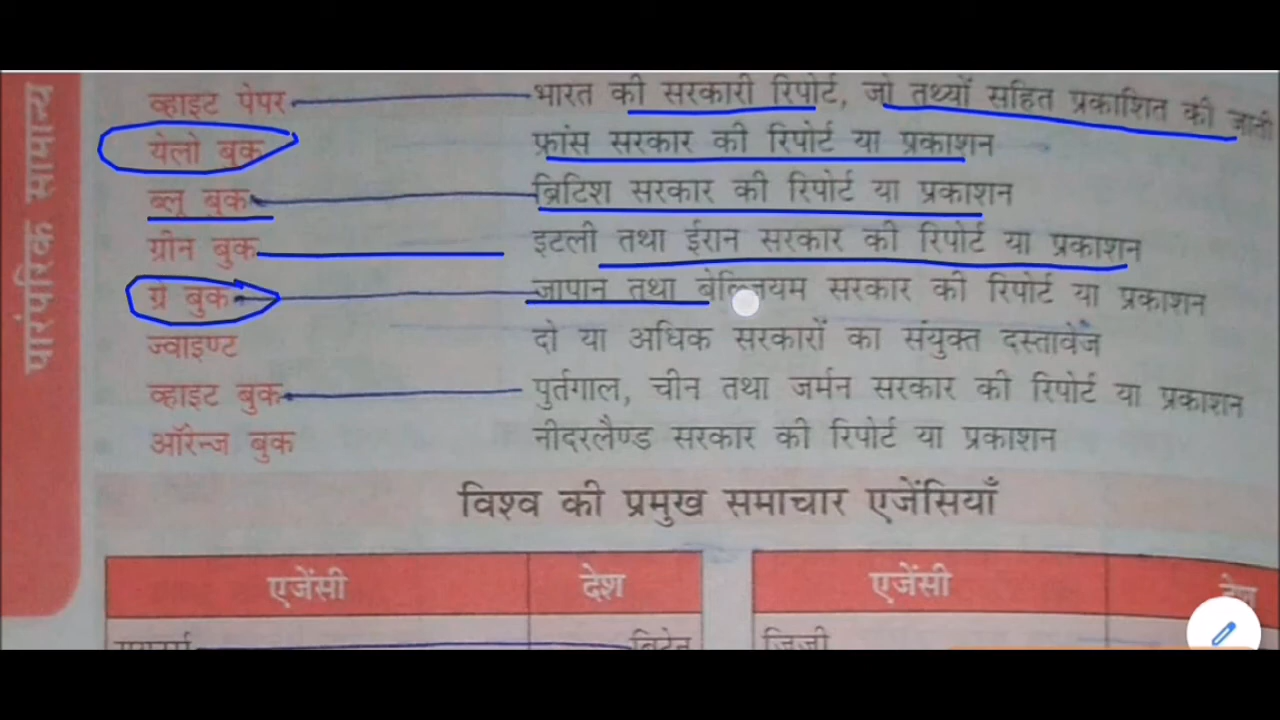 पारंपरिक सामान्य
व्हाइट पेपर भारत की सरकारी रिपोर्ट, जो तथ्यों सहित प्रकाशित की जाती
येलो बुक फ्रांस सरकार की रिपोर्ट या प्रकाशन
ब्लू बुक ब्रिटिश सरकार की रिपोर्ट या प्रकाशन
ग्रीन बुक इटली तथा ईरान सरकार की रिपोर्ट या प्रकाशन
ग्रे बुक जापान तथा बेल्जियम सरकार की रिपोर्ट या प्रकाशन
ज्वाइण्ट दो या अधिक सरकारों का संयुक्त दस्तावेज
व्हाइट बुक पुर्तगाल, चीन तथा जर्मन सरकार की रिपोर्ट या प्रकाशन
ऑरेन्ज बुक नीदरलैण्ड सरकार की रिपोर्ट या प्रकाशन
विश्व की प्रमुख समाचार एजेंसियाँ
एजेंसी देश एजेंसी देश
ब्रिटेन जिजी